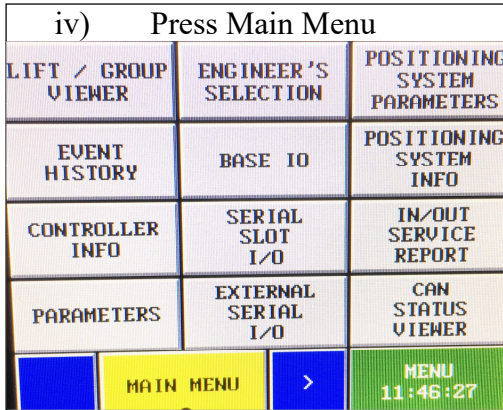 iv) Press Main Menu
LIFT / GROUP
VIEWER
ENGINEER'S
SELECTION
POSITIONING
SYSTEM
PARAMETERS
EVENT
HISTORY
BASE IO
POSITIONING
SYSTEM
INFO
CONTROLLER
INFO
SERIAL
SLOT
I/O
IN/OUT
SERVICE
REPORT
PARAMETERS
EXTERNAL
SERIAL
I/O
CAN
STATUS
VIEWER
MAIN MENU
>
MENU
11:46:27